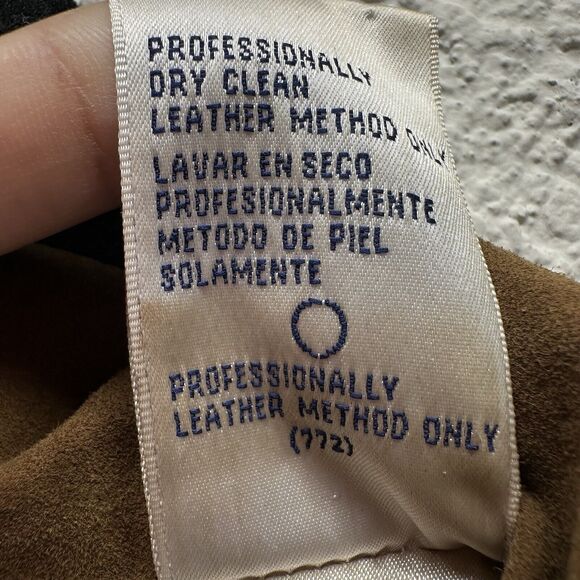 PROFESSIONALLY
DRY CLEAN
LEATHER METHOD ONLY
LAVAR EN SECO
PROFESIONALMENTE
METODO DE PIEL
SOLAMENTE
PROFESSIONALLY
LEATHER METHOD ONLY
(772)